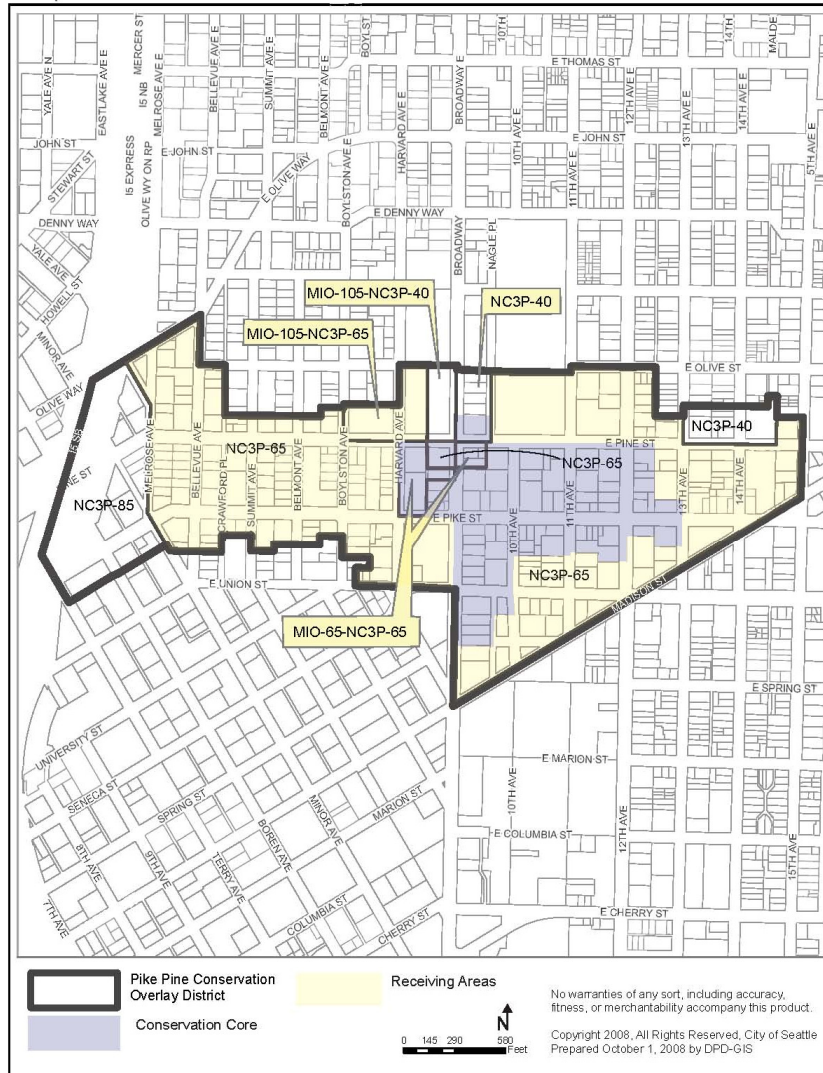 YALE AVE N
EASTLAKE AVE E
MERCER ST
I5 NB
MELROSE AVE E
BELLEVUE AVE E
SUMMIT AVE E
BELMONT AVE E
BOYLST
HARVARD AVE E
BROADWAY E
10TH
10TH AVE E
11TH AVE E
12TH AVE E
13TH AVE E
14TH
14TH AVE E
MALDE
5TH AVE E
E THOMAS ST
JOHN ST
STEWART ST
I5 EXPRESS
OLIVE WY ON RP
E JOHN ST
E OLIVE WAY
BOYLSTON AVE E
E JOHN ST
DENNY WAY
E DENNY WAY
YALE AVE
HOWELL ST
MINOR AVE
OLIVE WAY
BROADWAY
NAGLE PL
MIO-105-NC3P-40
NC3P-40
MIO-105-NC3P-65
E OLIVE ST
I5 SB
NC3P-40
E PINE ST
NC3P-65
NC3P-65
INE ST
NC3P-85
MELROSE AVE
BELLEVUE AVE
CRAWFORD PL
SUMMIT AVE
BELMONT AVE
BOYLSTON AVE
HARVARD AVE
10TH AVE
11TH AVE
13TH AVE
14TH AVE
E PIKE ST
NC3P-65
E UNION ST
MADISON ST
MIO-65-NC3P-65
E SPRING ST
UNIVERSITY ST
SENECA ST
SPRING ST
MINOR AVE
MARION ST
E MARION ST
10TH AVE
12TH AVE
E COLUMBIA ST
8TH AVE
9TH AVE
TERRY AVE
BOREN AVE
15TH AVE
7TH AVE
COLUMBIA ST
CHERRY ST
E CHERRY ST
Pike Pine Conservation
Overlay District
Receiving Areas
Conservation Core
N
0 145 290 580
Feet
No warranties of any sort, including accuracy,
fitness, or merchantability accompany this product.
Copyright 2008, All Rights Reserved, City of Seattle
Prepared October 1, 2008 by DPD-GIS